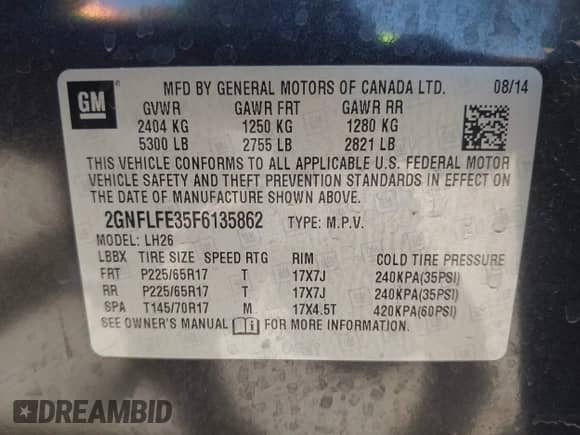 GM
MFD BY GENERAL MOTORS OF CANADA LTD. 08/14
GVWR GAWR FRT GAWR RR
2404 KG 1250 KG 1280 KG
5300 LB 2755 LB 2821 LB
THIS VEHICLE CONFORMS TO ALL APPLICABLE U.S. FEDERAL MOTOR
VEHICLE SAFETY AND THEFT PREVENTION STANDARDS IN EFFECT ON
THE DATE OF MANUFACTURE SHOWN ABOVE.
2GNFLFE35F6135862 TYPE: M.P.V.
MODEL: LH26
LBBX TIRE SIZE SPEED RTG RIM COLD TIRE PRESSURE
FRT P225/65R17 T 17X7J 240KPA(35PSI)
RR P225/65R17 T 17X7J 240KPA(35PSI)
SPA T145/70R17 M 17X4.5T 420KPA(60PSI)
SEE OWNER'S MANUAL FOR MORE INFORMATION.
DREAMBID